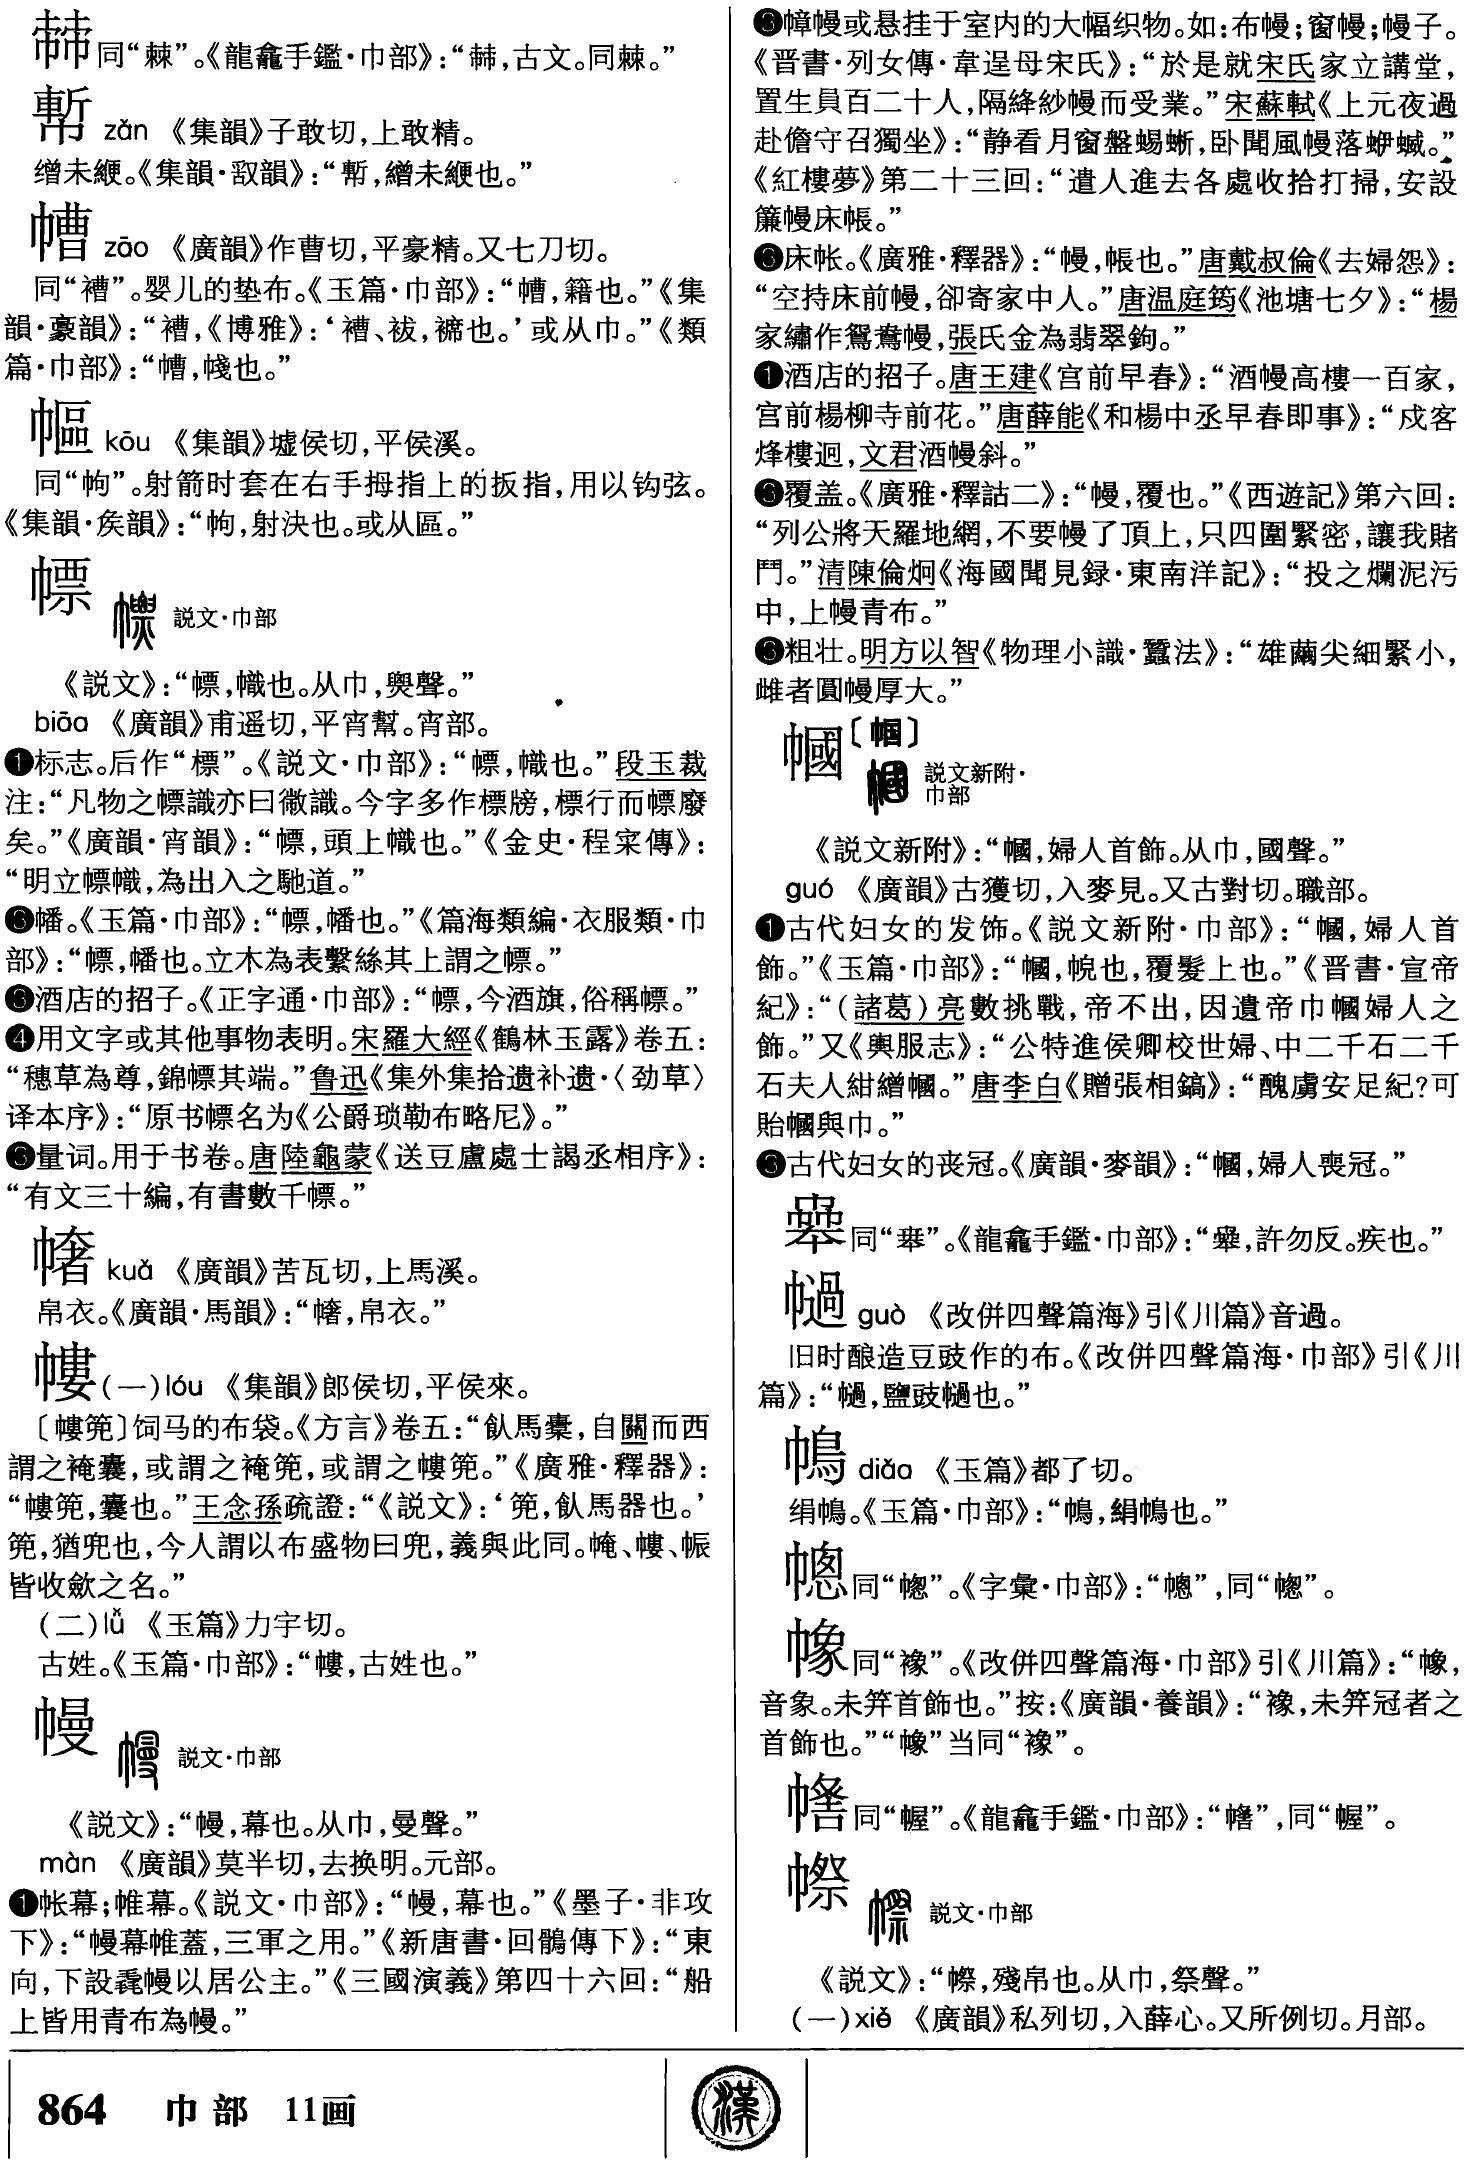 同“棘”。《龍龕手鑑·巾部》：“𢄐，古文。同棘。”
㡢 zǎn 《集韻》子敢切，上敢精。
缯未緶。《集韻·㪉韻》：“㡢，繒未緶也。”
㡟 zāo 《廣韻》作曹切，平豪精。又七刀切。
同“褿”。婴儿的垫布。《玉篇·巾部》：“㡟，籍也。”《集
韻·豪韻》：“褿，《博雅》：‘褿、袚，褯也。’或从巾。”《類
篇·巾部》：“㡟，帴也。”
㡱 kōu 《集韻》墟侯切，平侯溪。
同“㡱”。射箭时套在右手拇指上的扳指，用以钩弦。
《集韻·矦韻》：“，射決也。或从區。”
幖
説文·巾部
《説文》：“幖，幟也。从巾，㶾聲。”
biāo 《廣韻》甫遥切，平宵幫。宵部。
❶标志。后作“標”。《説文·巾部》：“幖，幟也。”段玉裁
注：“凡物之幖識亦曰徽識。今字多作標牓，標行而幖廢
矣。”《廣韻·宵韻》：“幖，頭上幟也。”《金史·程寀傳》：
“明立幖幟，為出入之馳道。”
❷幡。《玉篇·巾部》：“幖，幡也。”《篇海類編·衣服類·巾
部》：“幖，幡也。立木為表繫絲其上謂之幖。”
❸酒店的招子。《正字通·巾部》：“幖，今酒旗，俗稱幖。”
❹用文字或其他事物表明。宋羅大經《鶴林玉露》卷五：
“穗草為尊，錦幖其端。”鲁迅《集外集拾遗补遗·〈劲草〉
译本序》：“原书幖名为《公爵琐勒布略尼》。”
❺量词。用于书卷。唐陸龜蒙《送豆盧處士謁丞相序》：
“有文三十編，有書數千幖。”
kuǎ 《廣韻》苦瓦切，上馬溪。
帛衣。《廣韻·馬韻》：“，帛衣。”
㡞 (一)lóu 《集韻》郎侯切，平侯來。
〔㡞篼〕饲马的布袋。《方言》卷五：“飤馬橐，自關而西
謂之裺囊，或謂之裺篼，或謂之㡞篼。”《廣雅·釋器》：
“㡞篼，囊也。”王念孫疏證：“《説文》：‘篼，飤馬器也。’
篼，猶兜也，今人謂以布盛物曰兜，義與此同。㡋、㡞、帪
皆收斂之名。”
(二)lǚ 《玉篇》力宇切。
古姓。《玉篇·巾部》：“㡞，古姓也。”
幔
説文·巾部
《説文》：“幔，幕也。从巾，曼聲。”
màn 《廣韻》莫半切，去换明。元部。
❶帐幕；帷幕。《説文·巾部》：“幔，幕也。”《墨子·非攻
下》：“幔幕帷蓋，三軍之用。”《新唐書·回鶻傳下》：“東
向，下設毳幔以居公主。”《三國演義》第四十六回：“船
上皆用青布為幔。”
❷幛幔或悬挂于室内的大幅织物。如：布幔；窗幔；幔子。
《晋書·列女傳·韋逞母宋氏》：“於是就宋氏家立講堂，
置生員百二十人，隔絳紗幔而受業。”宋蘇軾《上元夜過
赴儋守召獨坐》：“静看月窗盤蜴蜥，卧聞風幔落蛜蝛。”
《紅樓夢》第二十三回：“遣人進去各處收拾打掃，安設
簾幔床帳。”
❸床帐。《廣雅·釋器》：“幔，帳也。”唐戴叔倫《去婦怨》：
“空持床前幔，卻寄家中人。”唐温庭筠《池塘七夕》：“楊
家繡作鴛鴦幔，張氏金為翡翠鉤。”
❹酒店的招子。唐王建《宫前早春》：“酒幔高樓一百家，
宫前楊柳寺前花。”唐薛能《和楊中丞早春即事》：“戍客
烽樓迥，文君酒幔斜。”
❺覆盖。《廣雅·釋詁二》：“幔，覆也。”《西遊記》第六回：
“列公將天羅地網，不要幔了頂上，只四圍緊密，讓我賭
鬥。”清陳倫炯《海國聞見録·東南洋記》：“投之爛泥污
中，上幔青布。”
❻粗壮。明方以智《物理小識·蠶法》：“雄繭尖細緊小，
雌者圓幔厚大。”
幗〔帼〕
説文新附·
巾部
《説文新附》：“幗，婦人首飾。从巾，國聲。”
guó 《廣韻》古獲切，入麥見。又古對切。職部。
❶古代妇女的发饰。《説文新附·巾部》：“幗，婦人首
飾。”《玉篇·巾部》：“幗，帨也，覆髮上也。”《晋書·宣帝
紀》：“（諸葛）亮數挑戰，帝不出，因遺帝巾幗婦人之
飾。”又《輿服志》：“公特進侯卿校世婦、中二千石二千
石夫人紺繒幗。”唐李白《贈張相鎬》：“醜虜安足紀？可
貽幗與巾。”
❷古代妇女的丧冠。《廣韻·麥韻》：“幗，婦人喪冠。”
同“𠦪”。《龍龕手鑑·巾部》：“，許勿反。疾也。”
guò 《改併四聲篇海》引《川篇》音過。
旧时酿造豆豉作的布。《改併四聲篇海·巾部》引《川
篇》：“，鹽豉也。”
diǎo 《玉篇》都了切。
绢。《玉篇·巾部》：“，絹也。”
幒同“幒”。《字彙·巾部》：“”，同“幒”。
㡆同“襐”。《改併四聲篇海·巾部》引《川篇》：“，
音象。未笄首飾也。”按：《廣韻·養韻》：“襐，未笄冠者之
首飾也。”“”当同“襐”。
同“幄”。《龍龕手鑑·巾部》：“”，同“幄”。
㡜
説文·巾部
《説文》：“㡜，殘帛也。从巾，祭聲。”
(一)xiě 《廣韻》私列切，入薛心。又所例切。月部。
864 巾部 11画
漢